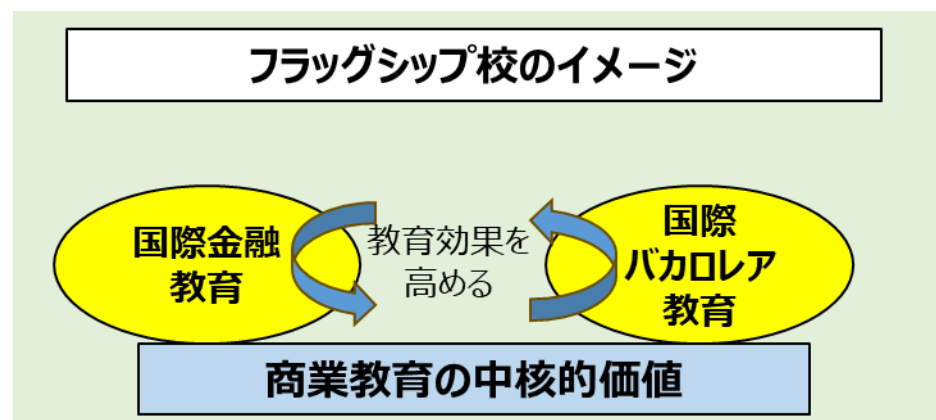 フラッグシップ校のイメージ
国際金融
教育
教育効果を
高める
国際
バカロレア
教育
商業教育の中核的価値